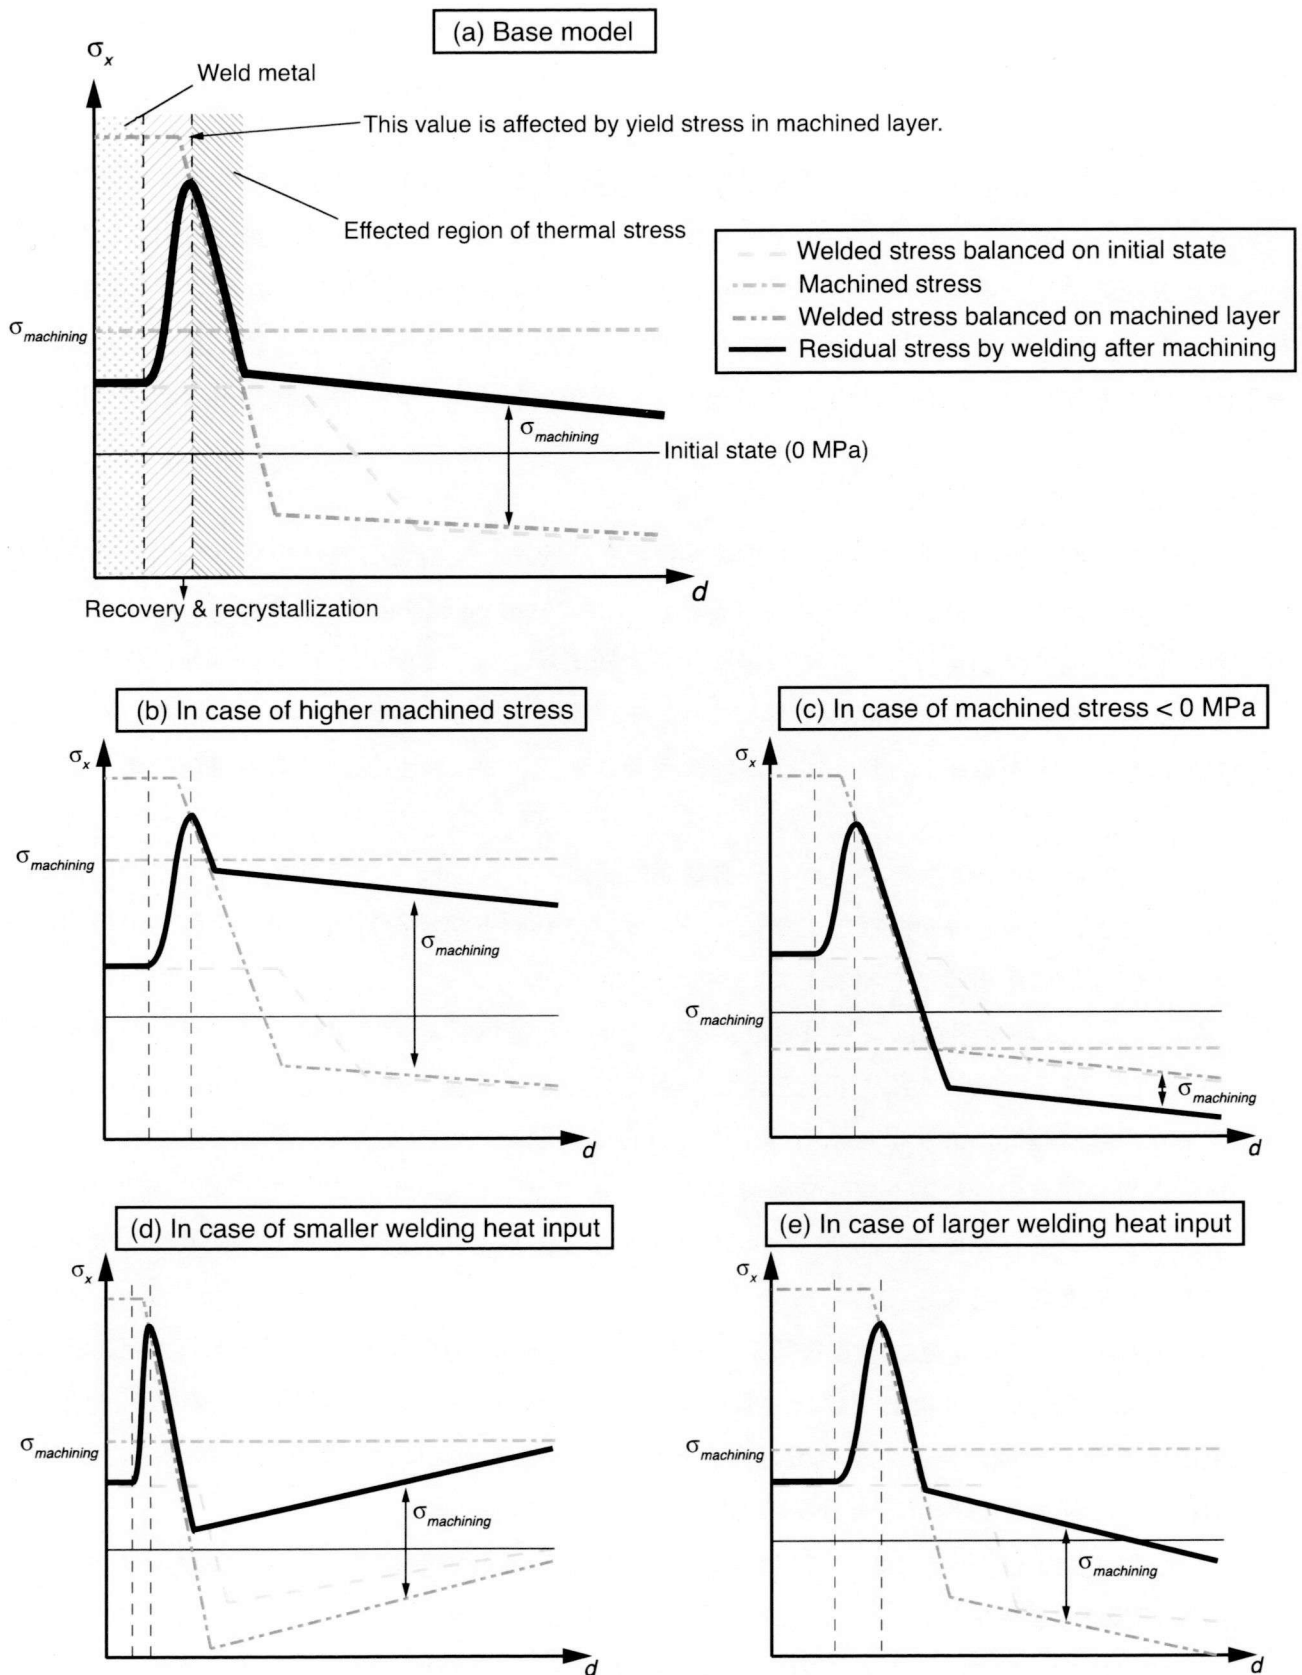 (a) Base model
σx
Weld metal
This value is affected by yield stress in machined layer.
Effected region of thermal stress
Welded stress balanced on initial state
Machined stress
Welded stress balanced on machined layer
Residual stress by welding after machining
σmachining
σmachining
Initial state (0 MPa)
d
Recovery & recrystallization
(b) In case of higher machined stress
σx
σmachining
σmachining
d
(c) In case of machined stress < 0 MPa
σx
σmachining
σmachining
d
(d) In case of smaller welding heat input
σx
σmachining
σmachining
d
(e) In case of larger welding heat input
σx
σmachining
σmachining
d